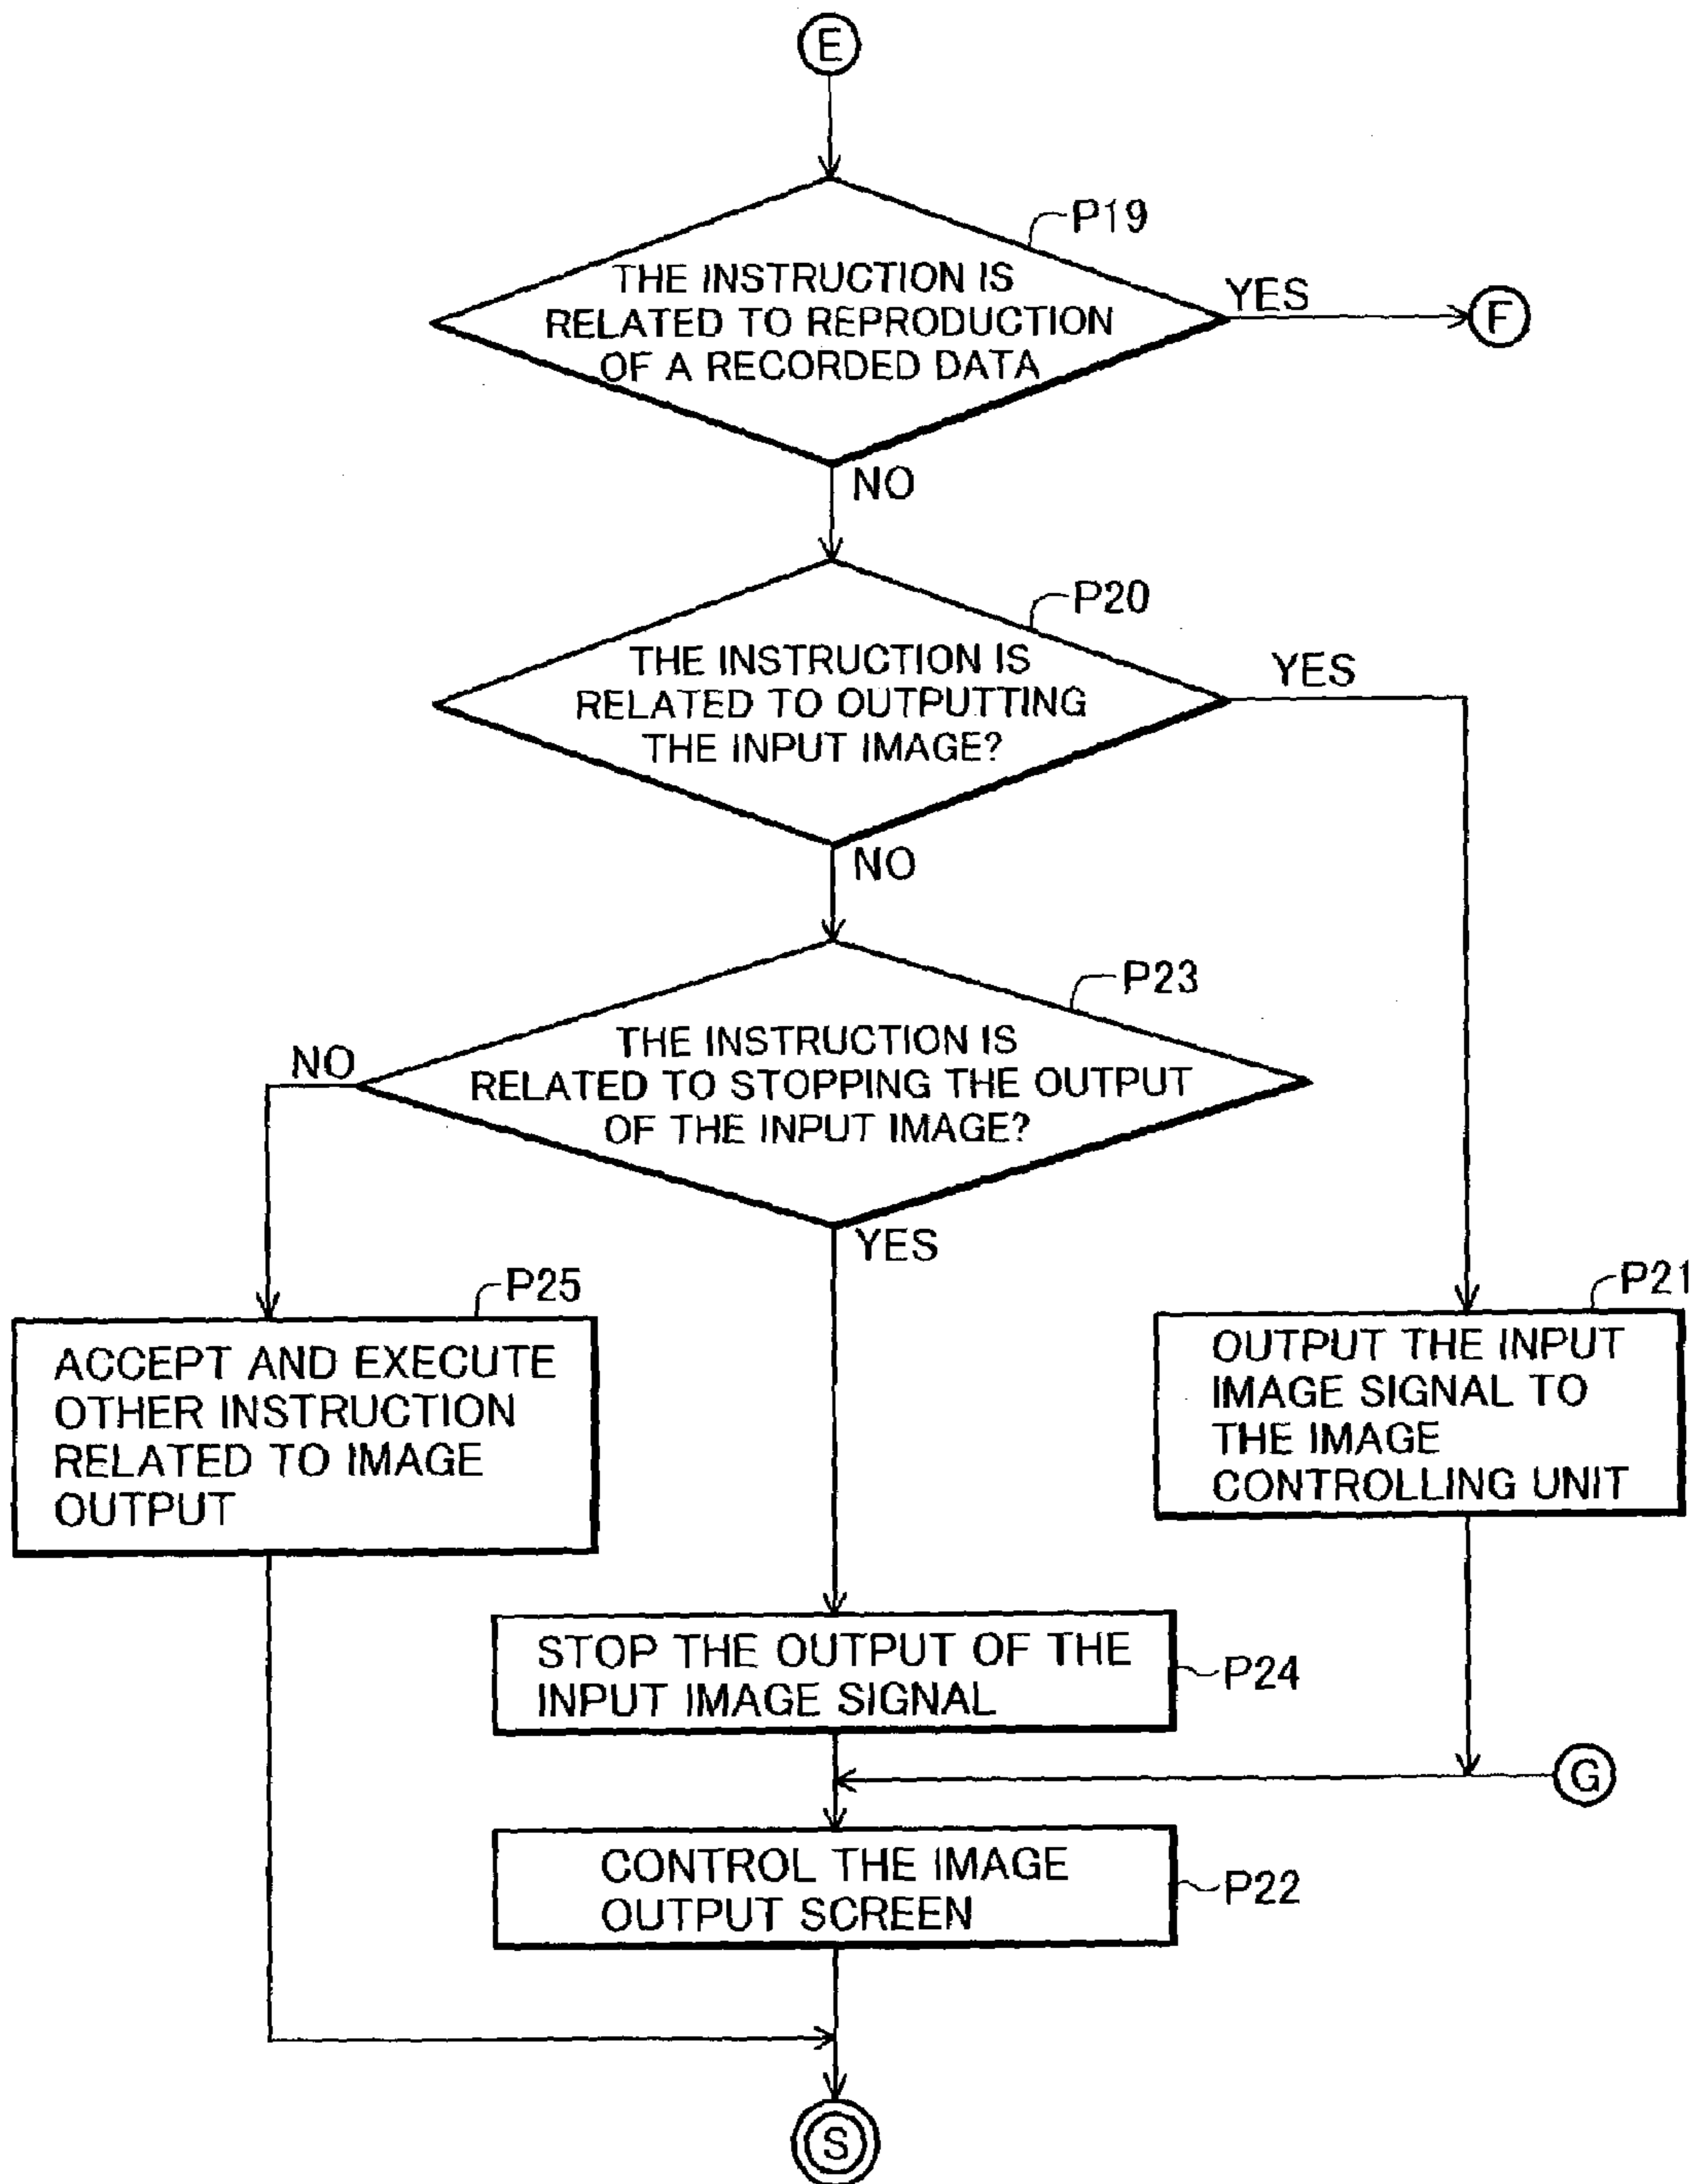 E
P19
THE INSTRUCTION IS
RELATED TO REPRODUCTION
OF A RECORDED DATA
YES
F
NO
P20
THE INSTRUCTION IS
RELATED TO OUTPUTTING
THE INPUT IMAGE?
YES
NO
P23
THE INSTRUCTION IS
RELATED TO STOPPING THE OUTPUT
OF THE INPUT IMAGE?
NO
YES
P25
ACCEPT AND EXECUTE
OTHER INSTRUCTION
RELATED TO IMAGE
OUTPUT
P21
OUTPUT THE INPUT
IMAGE SIGNAL TO
THE IMAGE
CONTROLLING UNIT
STOP THE OUTPUT OF THE
INPUT IMAGE SIGNAL
P24
G
CONTROL THE IMAGE
OUTPUT SCREEN
P22
S